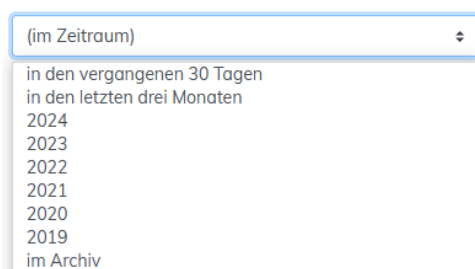 (im Zeitraum)
in den vergangenen 30 Tagen
in den letzten drei Monaten
2024
2023
2022
2021
2020
2019
im Archiv